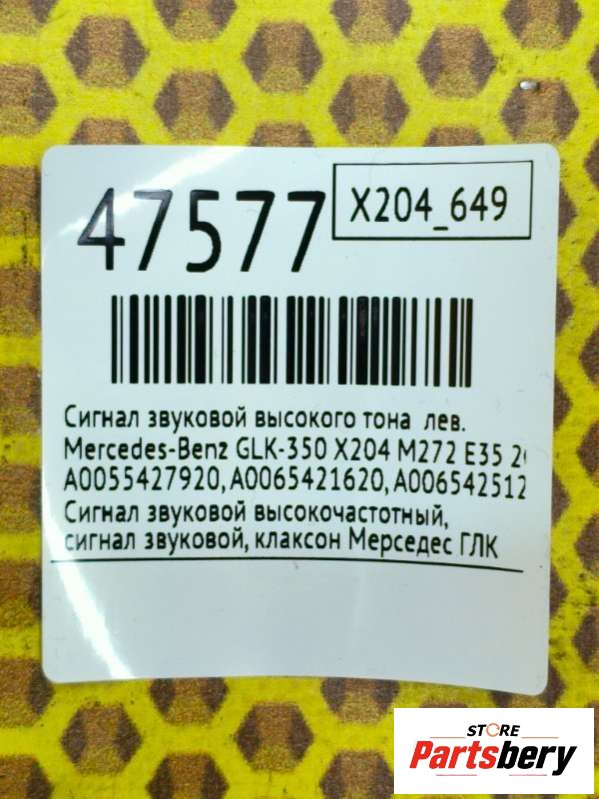 47577
X204_649
Сигнал звуковой высокого тона лев.
Mercedes-Benz GLK-350 X204 M272 E35
A0055427920, A0065421620, A006542512
Сигнал звуковой высокочастотный,
сигнал звуковой, клаксон Мерседес ГЛК
STORE
Partsbery